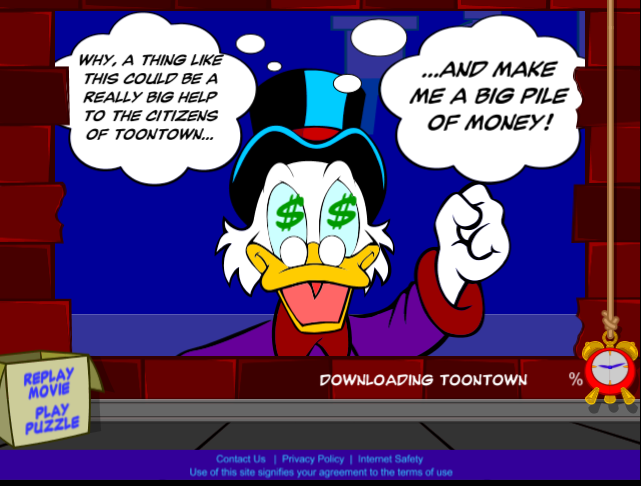 WHY, A THING LIKE
THIS COULD BE A
REALLY BIG HELP
TO THE CITIZENS
OF TOONTOWN...
...AND MAKE
ME A BIG PILE
OF MONEY!
$ $
DOWNLOADING TOONTOWN %
REPLAY
MOVIE
PLAY
PUZZLE
Contact Us | Privacy Policy | Internet Safety
Use of this site signifies your agreement to the terms of use